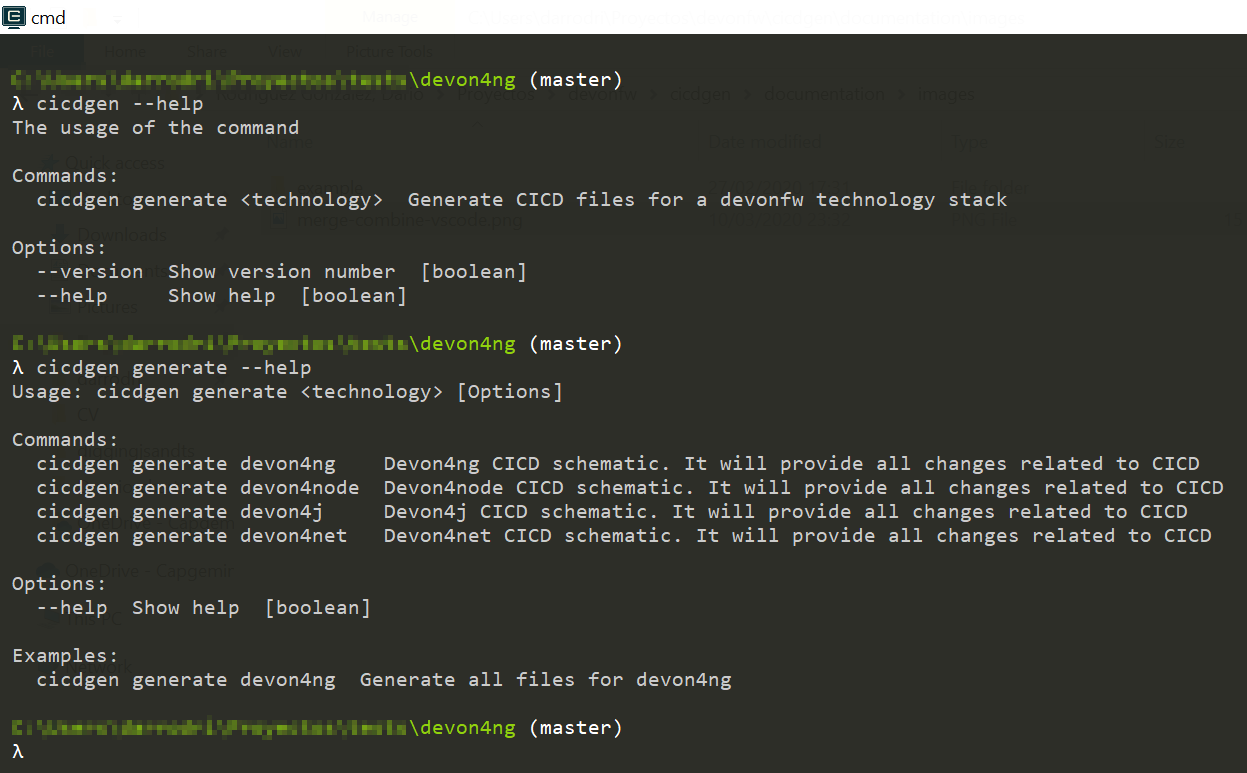 cmd
\devon4ng (master)
λ cicdgen --help
The usage of the command
Commands:
cicdgen generate <technology>  Generate CICD files for a devonfw technology stack
Options:
--version  Show version number  [boolean]
--help     Show help  [boolean]
\devon4ng (master)
λ cicdgen generate --help
Usage: cicdgen generate <technology> [Options]
Commands:
cicdgen generate devon4ng    Devon4ng CICD schematic. It will provide all changes related to CICD
cicdgen generate devon4node  Devon4node CICD schematic. It will provide all changes related to CICD
cicdgen generate devon4j     Devon4j CICD schematic. It will provide all changes related to CICD
cicdgen generate devon4net   Devon4net CICD schematic. It will provide all changes related to CICD
Options:
--help  Show help  [boolean]
Examples:
cicdgen generate devon4ng  Generate all files for devon4ng
\devon4ng (master)
λ